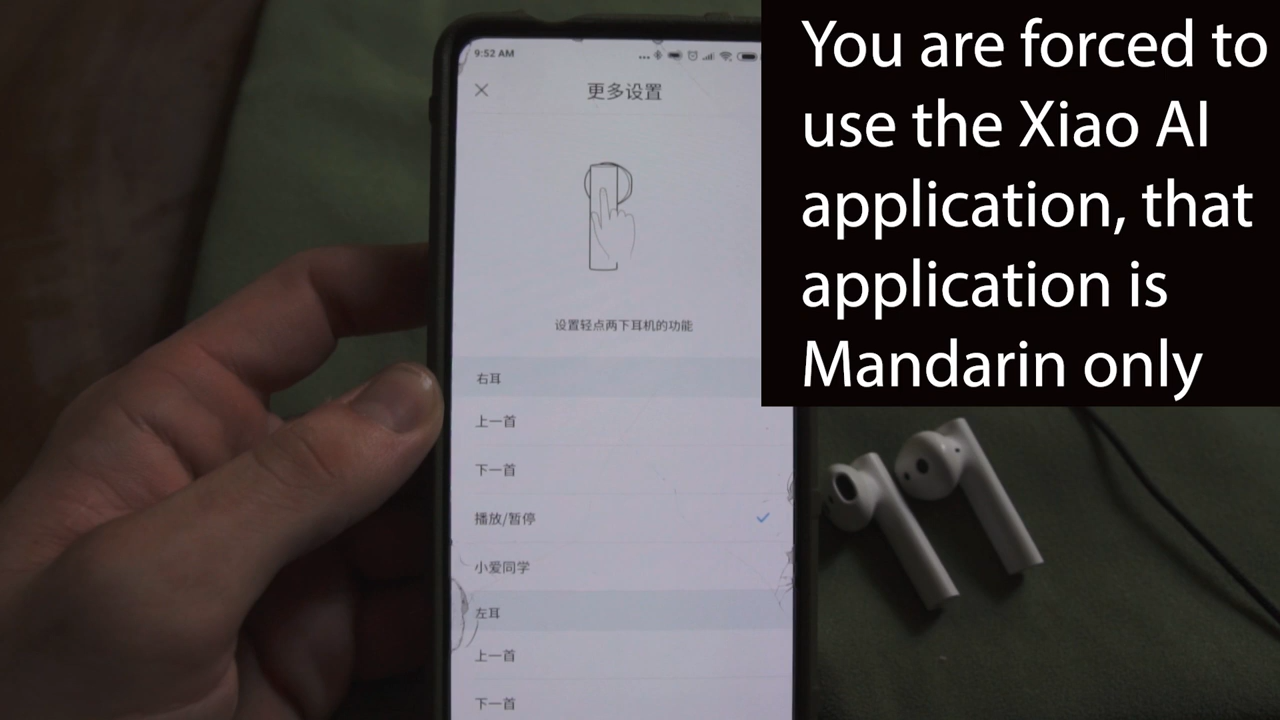 9:52 AM
更多设置
设置轻点两下耳机的功能
右耳
上一首
下一首
播放/暂停
小爱同学
左耳
上一首
下一首
You are forced to
use the Xiao AI
application, that
application is
Mandarin only